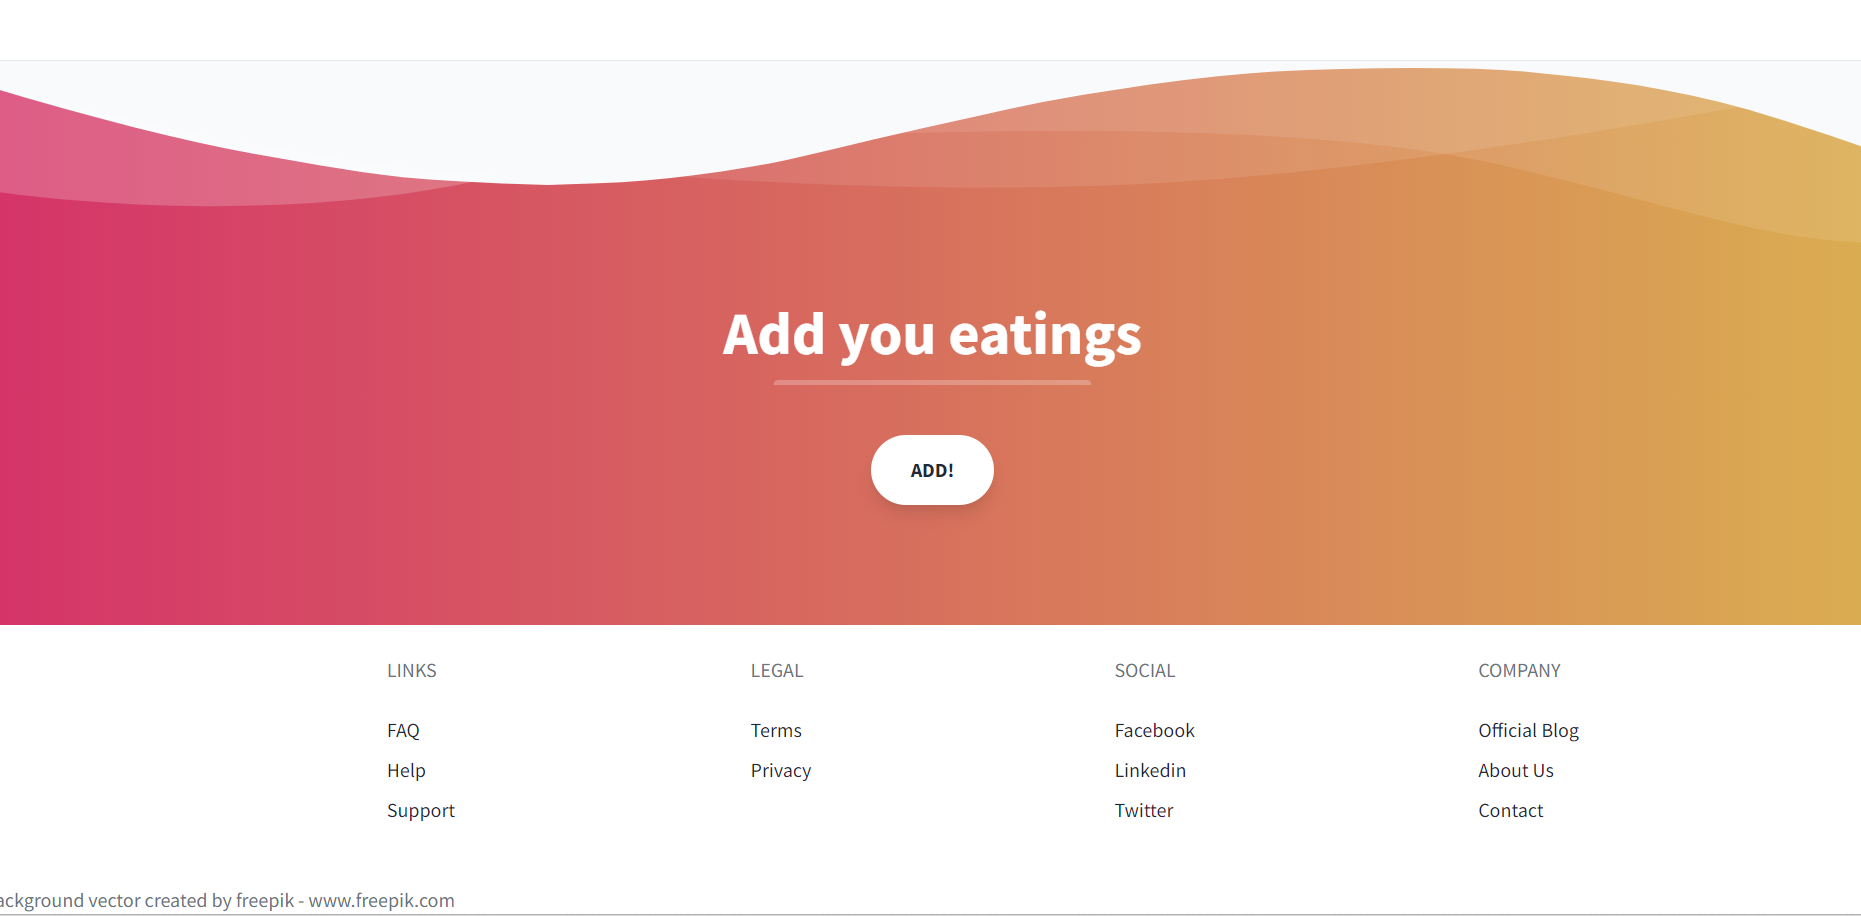 Add you eatings
ADD!
LINKS
FAQ
Help
Support
LEGAL
Terms
Privacy
SOCIAL
Facebook
Linkedin
Twitter
COMPANY
Official Blog
About Us
Contact
ackground vector created by freepik - www.freepik.com